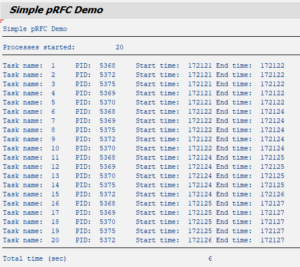 Simple pRFC Demo
Simple pRFC Demo
Processes started: 20
Task name: 1 PID: 5368 Start time: 172121 End time: 172122
Task name: 2 PID: 5372 Start time: 172121 End time: 172122
Task name: 3 PID: 5375 Start time: 172121 End time: 172122
Task name: 4 PID: 5369 Start time: 172121 End time: 172122
Task name: 5 PID: 5370 Start time: 172121 End time: 172122
Task name: 6 PID: 5368 Start time: 172122 End time: 172124
Task name: 7 PID: 5369 Start time: 172122 End time: 172124
Task name: 8 PID: 5375 Start time: 172122 End time: 172124
Task name: 9 PID: 5372 Start time: 172122 End time: 172124
Task name: 10 PID: 5370 Start time: 172122 End time: 172124
Task name: 11 PID: 5368 Start time: 172124 End time: 172125
Task name: 12 PID: 5369 Start time: 172124 End time: 172125
Task name: 13 PID: 5370 Start time: 172124 End time: 172125
Task name: 14 PID: 5375 Start time: 172124 End time: 172125
Task name: 15 PID: 5372 Start time: 172124 End time: 172126
Task name: 16 PID: 5368 Start time: 172125 End time: 172127
Task name: 17 PID: 5369 Start time: 172125 End time: 172127
Task name: 18 PID: 5370 Start time: 172125 End time: 172127
Task name: 19 PID: 5375 Start time: 172125 End time: 172127
Task name: 20 PID: 5372 Start time: 172126 End time: 172127
Total time (sec) 6